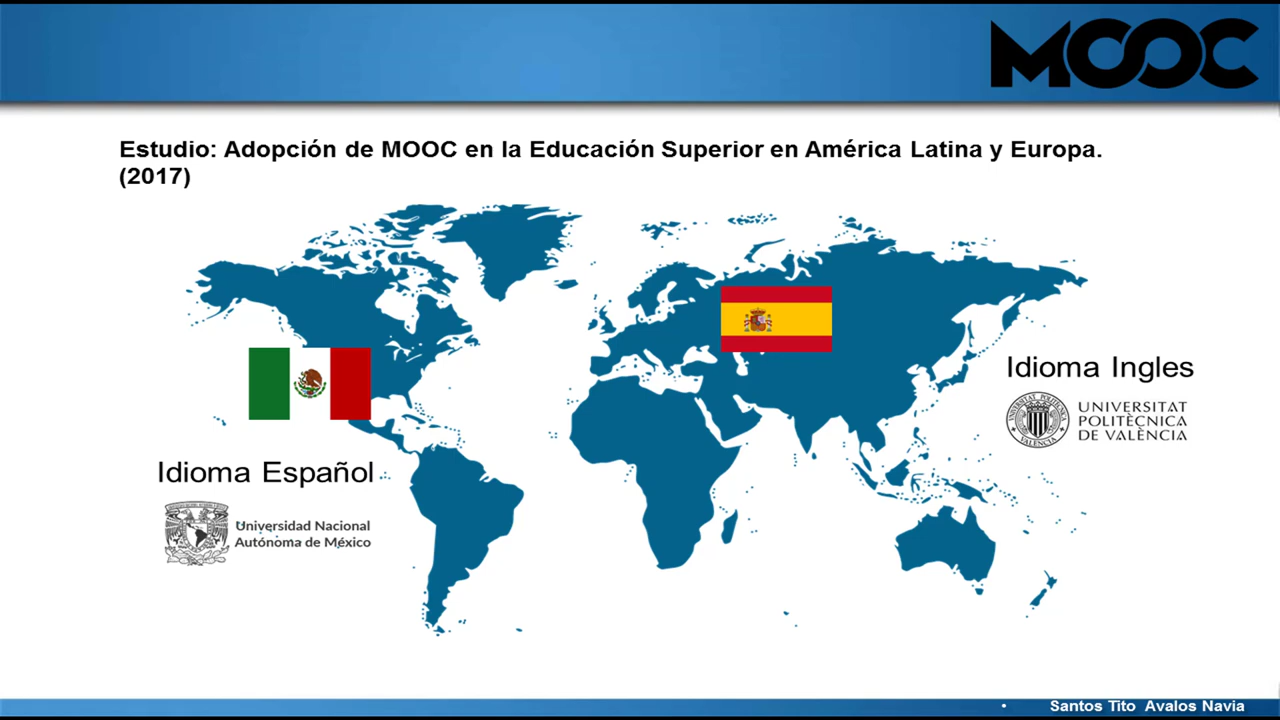 MOOC
Estudio: Adopción de MOOC en la Educación Superior en América Latina y Europa.
(2017)
Idioma Ingles
UNIVERSITAT
POLITÈCNICA
DE VALÈNCIA
Idioma Español
Universidad Nacional
Autónoma de México
• Santos Tito Avalos Navia